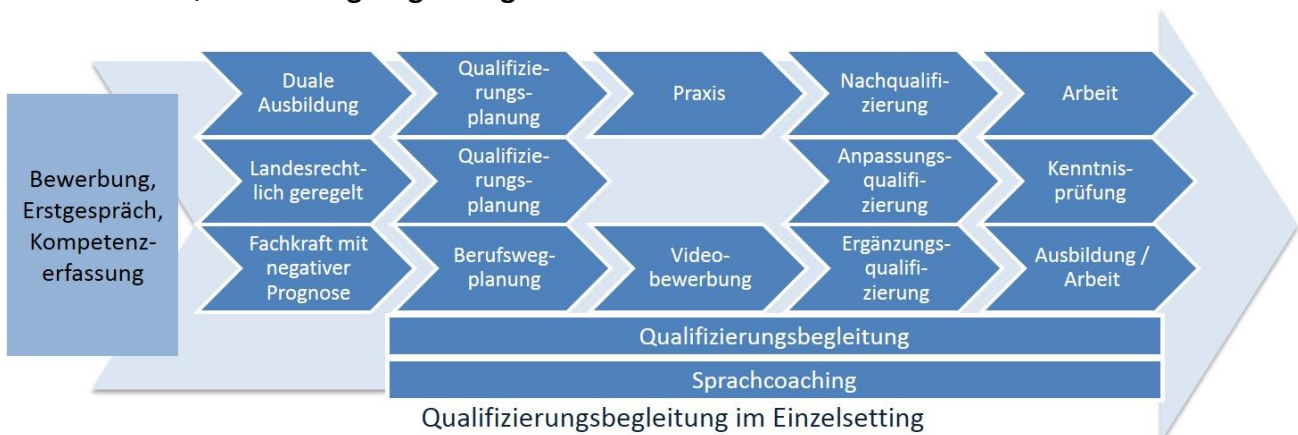 Bewerbung,
Erstgespräch,
Kompetenz-
erfassung
Duale
Ausbildung
Qualifizie-
rungs-
planung
Praxis
Nachqualifi-
zierung
Arbeit
Landesrecht-
lich geregelt
Qualifizie-
rungs-
planung
Anpassungs-
qualifi-
zierung
Kenntnis-
prüfung
Fachkraft mit
negativer
Prognose
Berufsweg-
planung
Video-
bewerbung
Ergänzungs-
qualifi-
zierung
Ausbildung /
Arbeit
Qualifizierungsbegleitung
Sprachcoaching
Qualifizierungsbegleitung im Einzelsetting